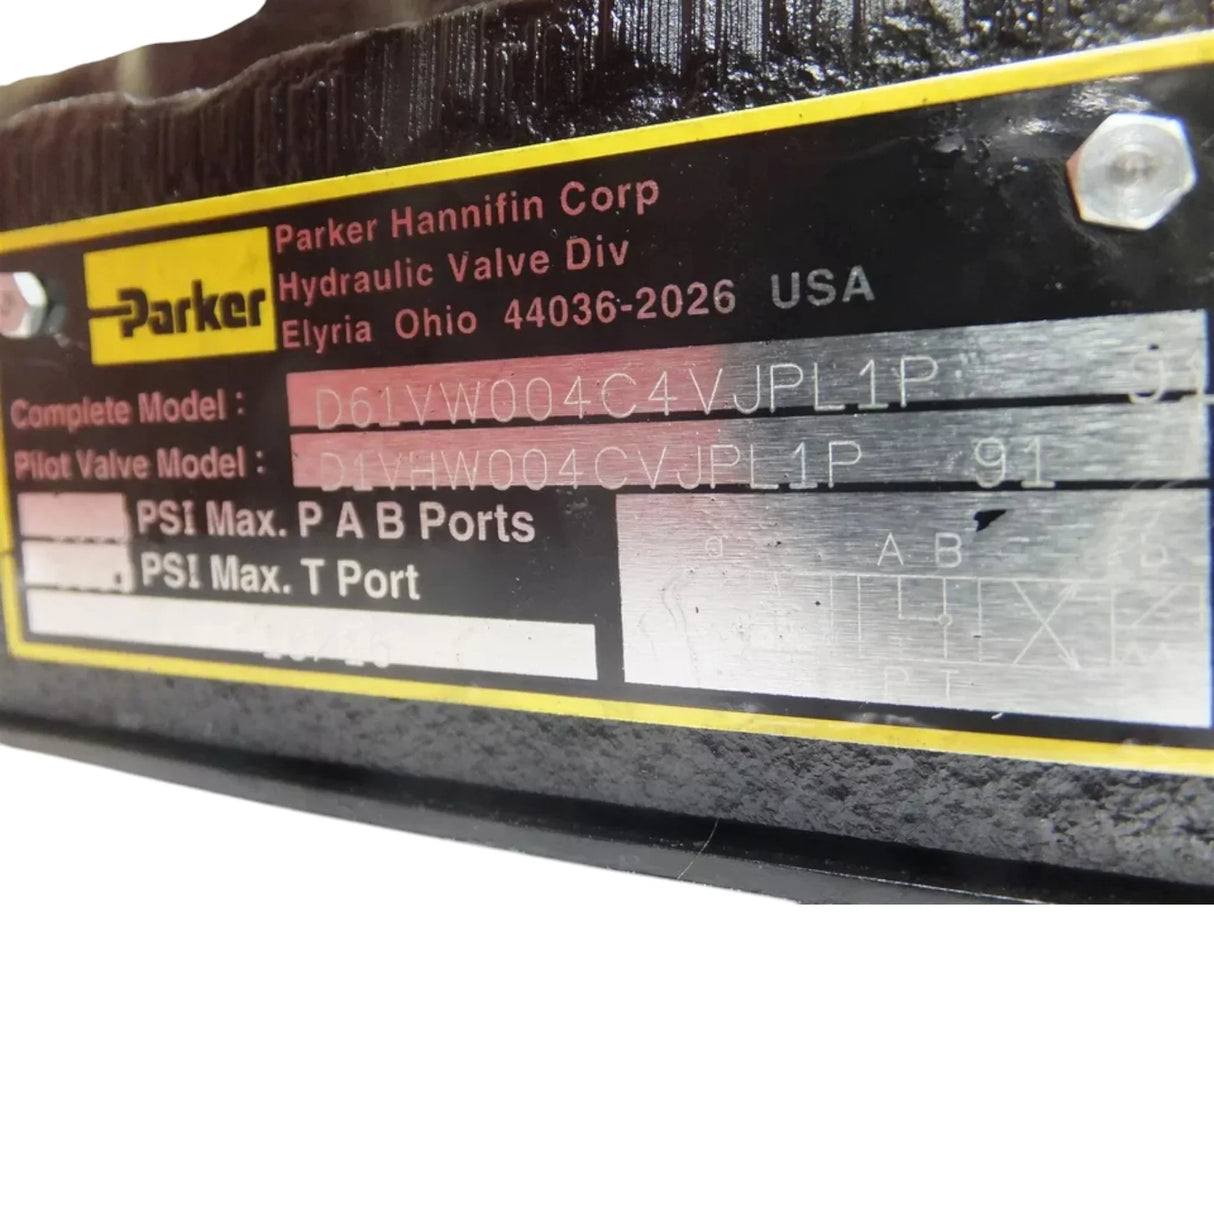 Parker
Parker Hannifin Corp
Hydraulic Valve Div
Elyria Ohio 44036-2026 USA
Complete Model : D61VW004C4VJPL1P 91
Pilot Valve Model : D1VHW004CVJPL1P 91
PSI Max. P A B Ports
PSI Max. T Port
a A B b
P T